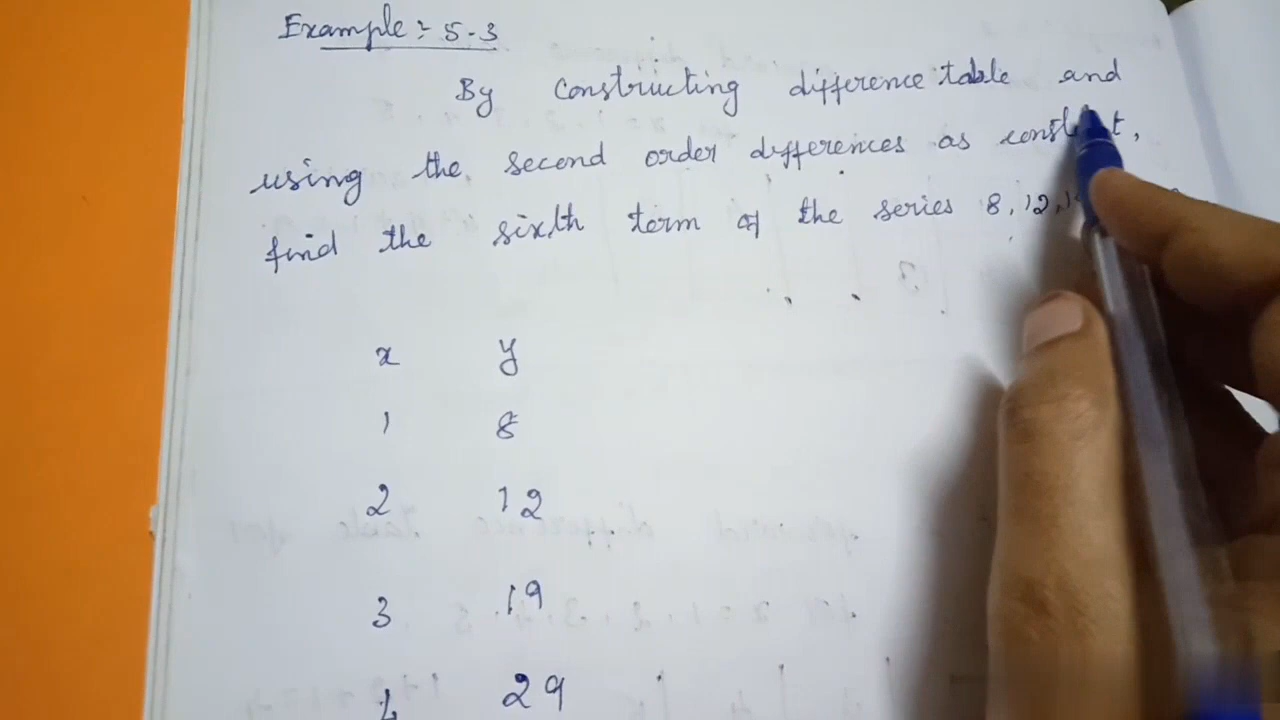 Example :- 5-3
By constructing difference table and
using the second order differences as
find the sixth term of the series 8, 12,
x y
1 8
2 12
3 19
4 29